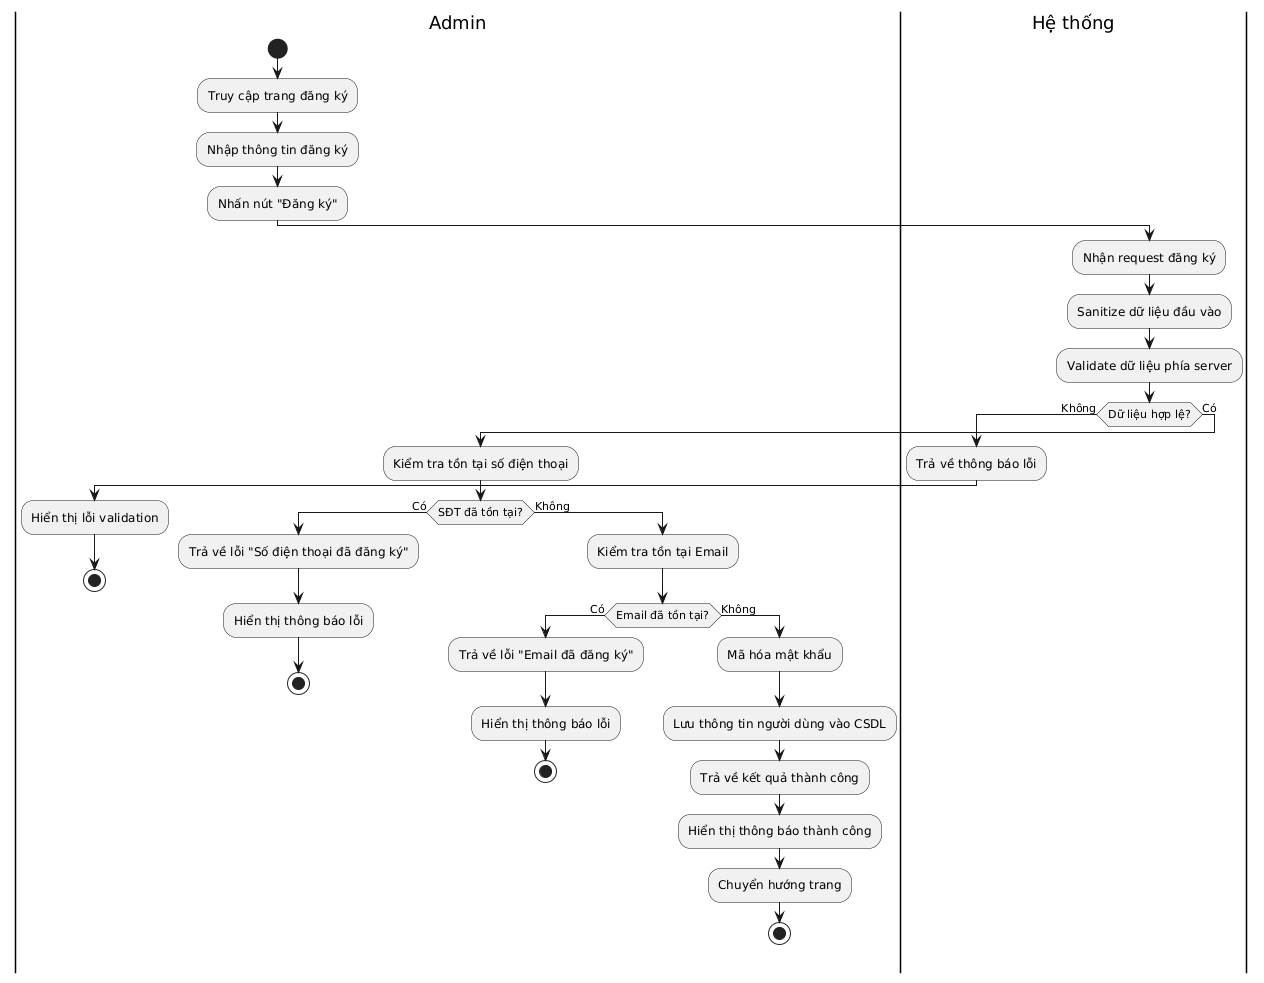 Admin
Hệ thống
Truy cập trang đăng ký
Nhập thông tin đăng ký
Nhấn nút "Đăng ký"
Nhận request đăng ký
Sanitize dữ liệu đầu vào
Validate dữ liệu phía server
Dữ liệu hợp lệ?
Không
Có
Kiểm tra tồn tại số điện thoại
Trả về thông báo lỗi
Hiển thị lỗi validation
SĐT đã tồn tại?
Có
Không
Trả về lỗi "Số điện thoại đã đăng ký"
Kiểm tra tồn tại Email
Hiển thị thông báo lỗi
Email đã tồn tại?
Có
Không
Trả về lỗi "Email đã đăng ký"
Mã hóa mật khẩu
Hiển thị thông báo lỗi
Lưu thông tin người dùng vào CSDL
Trả về kết quả thành công
Hiển thị thông báo thành công
Chuyển hướng trang